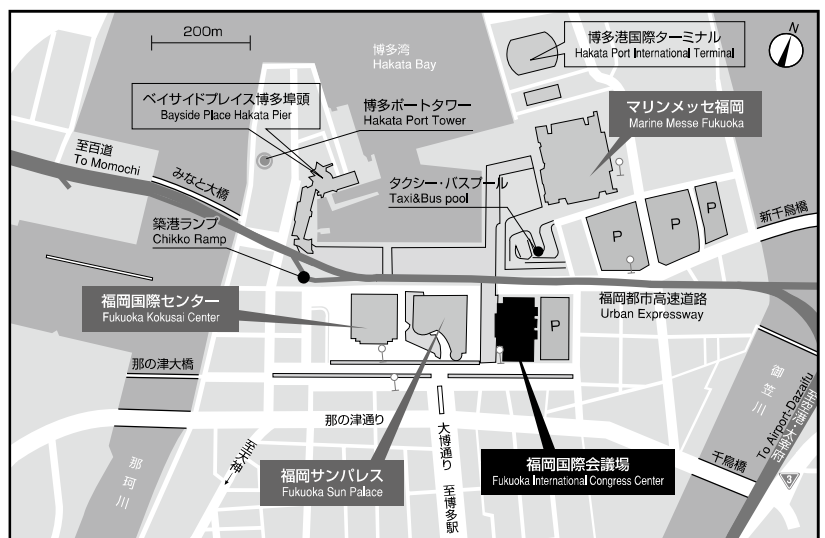 200m
博多湾
Hakata Bay
博多港国際ターミナル
Hakata Port International Terminal
N
ベイサイドプレイス博多埠頭
Bayside Place Hakata Pier
博多ポートタワー
Hakata Port Tower
マリンメッセ福岡
Marine Messe Fukuoka
至百道
To Momochi
みなと大橋
タクシー・バスプール
Taxi&Bus pool
新千鳥橋
P
P
P
築港ランプ
Chikko Ramp
福岡国際センター
Fukuoka Kokusai Center
福岡都市高速道路
Urban Expressway
P
那の津大橋
御笠川
To Airport･Dazaifu
至空港・太宰府
那の津通り
大博通り
至博多駅
至天神
那珂川
福岡サンパレス
Fukuoka Sun Palace
福岡国際会議場
Fukuoka International Congress Center
千鳥橋
3